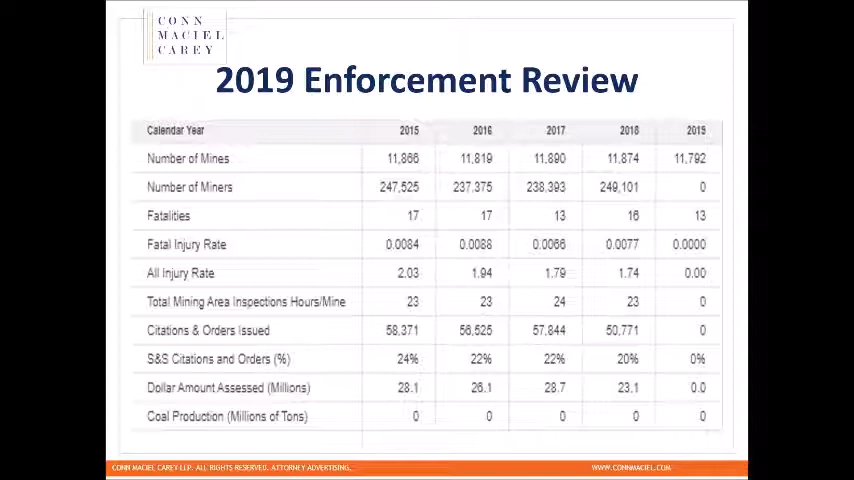 CONN
MACIEL
CAREY
2019 Enforcement Review
Calendar Year 2015 2016 2017 2018 2019
Number of Mines 11,866 11,819 11,890 11,874 11,792
Number of Miners 247,525 237,375 238,393 249,101 0
Fatalities 17 17 13 16 13
Fatal Injury Rate 0.0084 0.0088 0.0066 0.0077 0.0000
All Injury Rate 2.03 1.94 1.79 1.74 0.00
Total Mining Area Inspections Hours/Mine 23 23 24 23 0
Citations & Orders Issued 58,371 56,525 57,844 50,771 0
S&S Citations and Orders (%) 24% 22% 22% 20% 0%
Dollar Amount Assessed (Millions) 28.1 26.1 28.7 23.1 0.0
Coal Production (Millions of Tons) 0 0 0 0 0
CONN MACIEL CAREY LLP. ALL RIGHTS RESERVED. ATTORNEY ADVERTISING. WWW.CONNMACIEL.COM